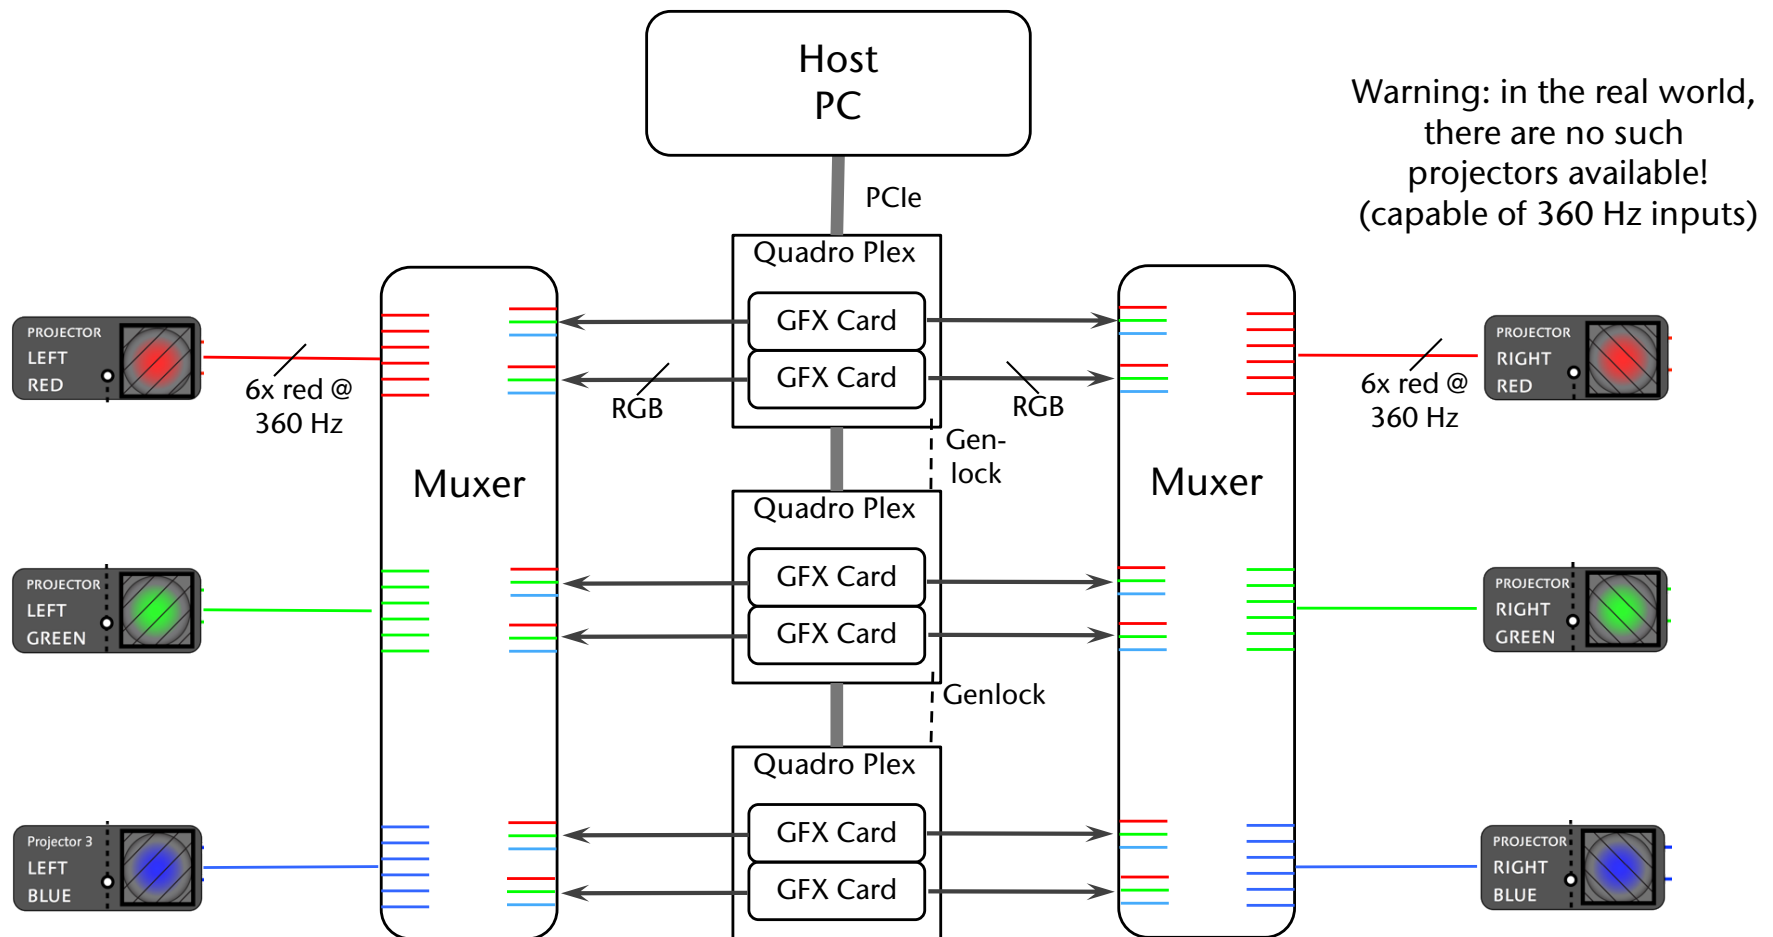 Host
PC
Warning: in the real world,
there are no such
projectors available!
(capable of 360 Hz inputs)
PCIe
Quadro Plex
GFX Card
GFX Card
PROJECTOR
LEFT
RED
6x red @
360 Hz
RGB
RGB
6x red @
360 Hz
PROJECTOR
RIGHT
RED
Gen-
lock
Muxer
Muxer
Quadro Plex
GFX Card
GFX Card
PROJECTOR
LEFT
GREEN
PROJECTOR
RIGHT
GREEN
Genlock
Quadro Plex
GFX Card
GFX Card
Projector 3
LEFT
BLUE
PROJECTOR
RIGHT
BLUE